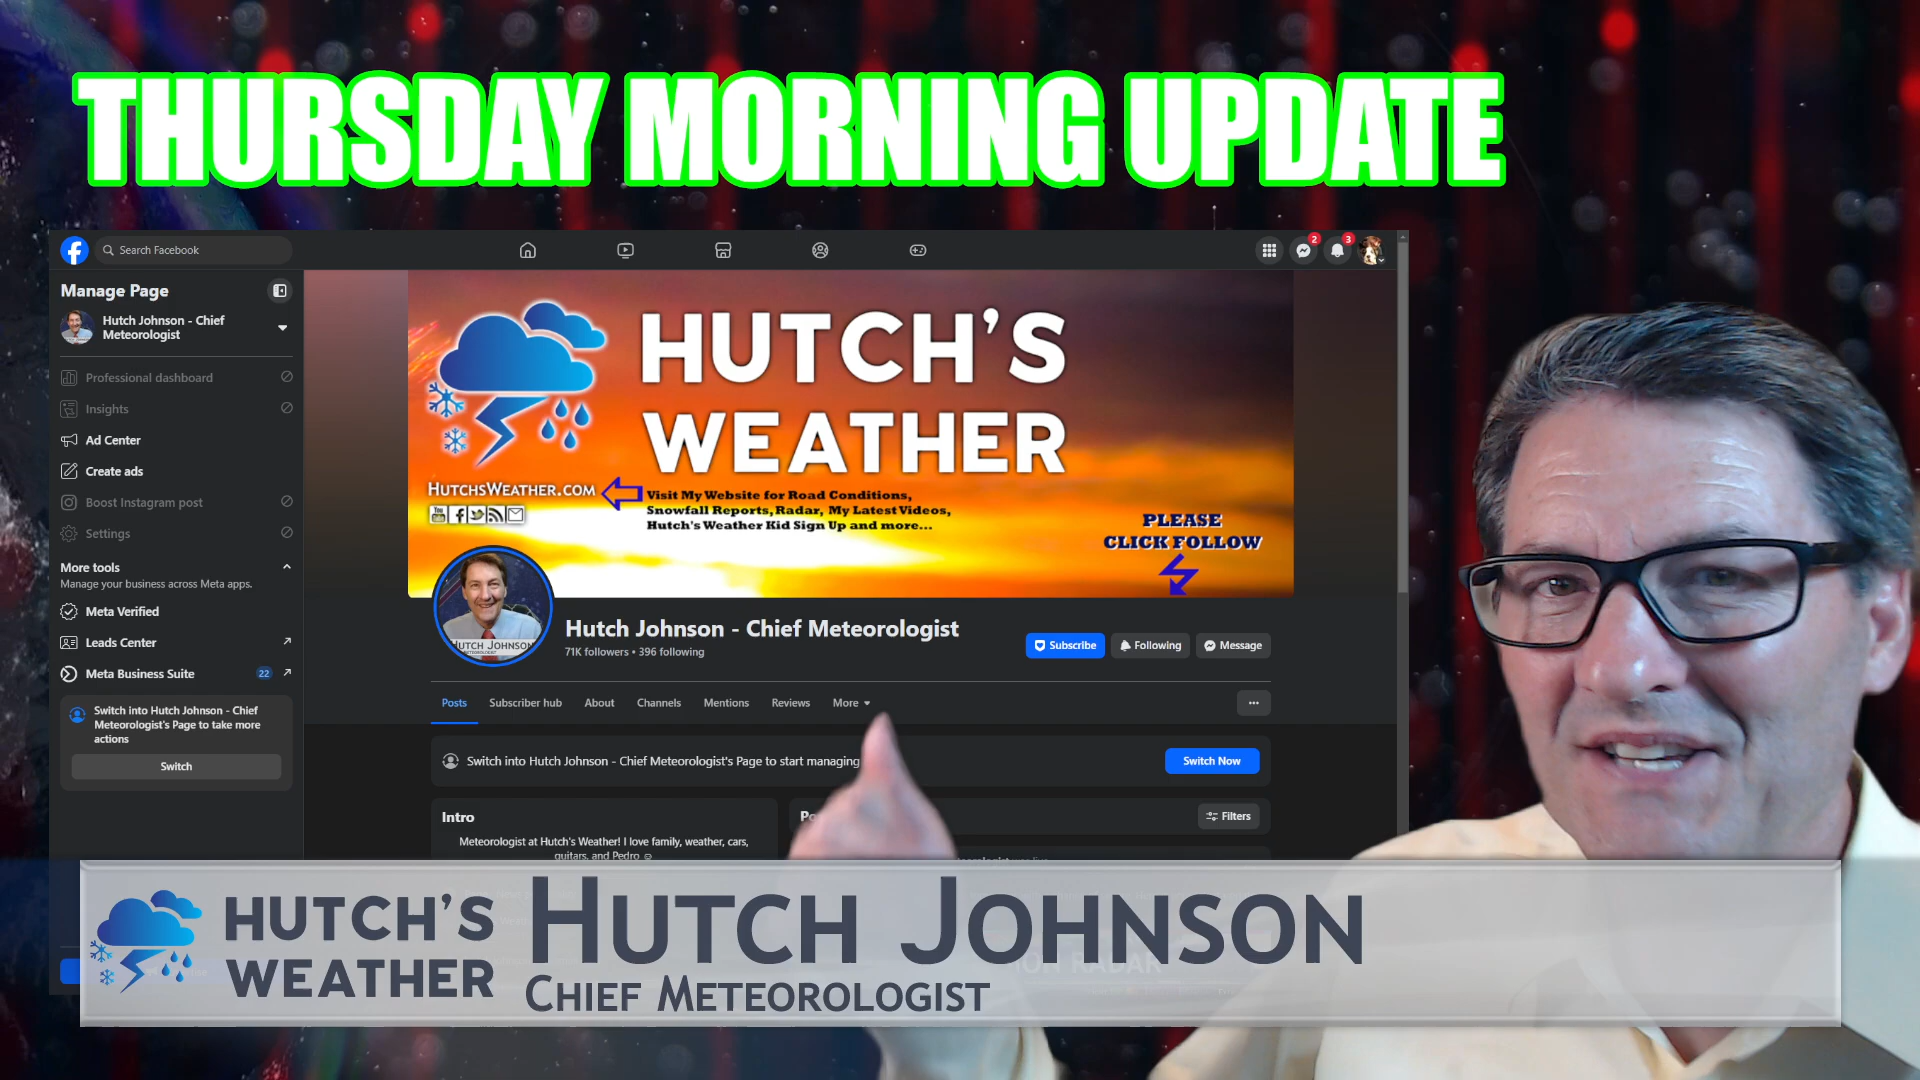 THURSDAY MORNING UPDATE
Search Facebook
2
3
Manage Page
Hutch Johnson - Chief
Meteorologist
Professional dashboard
Insights
Ad Center
Create ads
Boost Instagram post
Settings
More tools
Manage your business across Meta apps.
Meta Verified
Leads Center
Meta Business Suite
22
Switch into Hutch Johnson - Chief
Meteorologist's Page to take more
actions
Switch
HUTCH'S
WEATHER
HUTCHSWEATHER.COM
Visit My Website for Road Conditions,
Snowfall Reports, Radar, My Latest Videos,
Hutch's Weather Kid Sign Up and more...
PLEASE
CLICK FOLLOW
HUTCH JOHNSON
METEOROLOGIST
Hutch Johnson - Chief Meteorologist
71K followers • 396 following
Subscribe
Following
Message
Posts
Subscriber hub
About
Channels
Mentions
Reviews
More
Switch into Hutch Johnson - Chief Meteorologist's Page to start managing
Switch Now
Intro
Meteorologist at Hutch's Weather! I love family, weather, cars,
guitars, and Pedro
Filters
HUTCH'S
WEATHER
HUTCH JOHNSON
CHIEF METEOROLOGIST